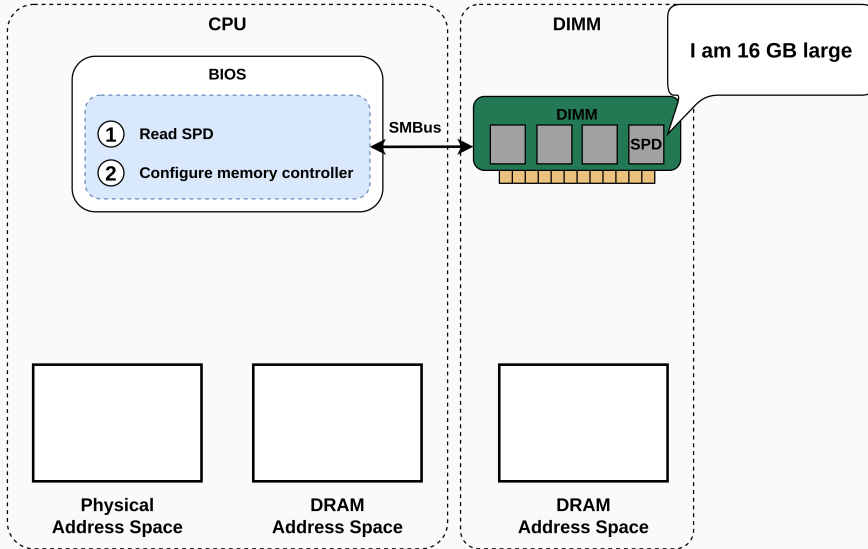 CPU
DIMM
I am 16 GB large
BIOS
DIMM
SMBus
1 Read SPD
SPD
2 Configure memory controller
Physical
Address Space
DRAM
Address Space
DRAM
Address Space